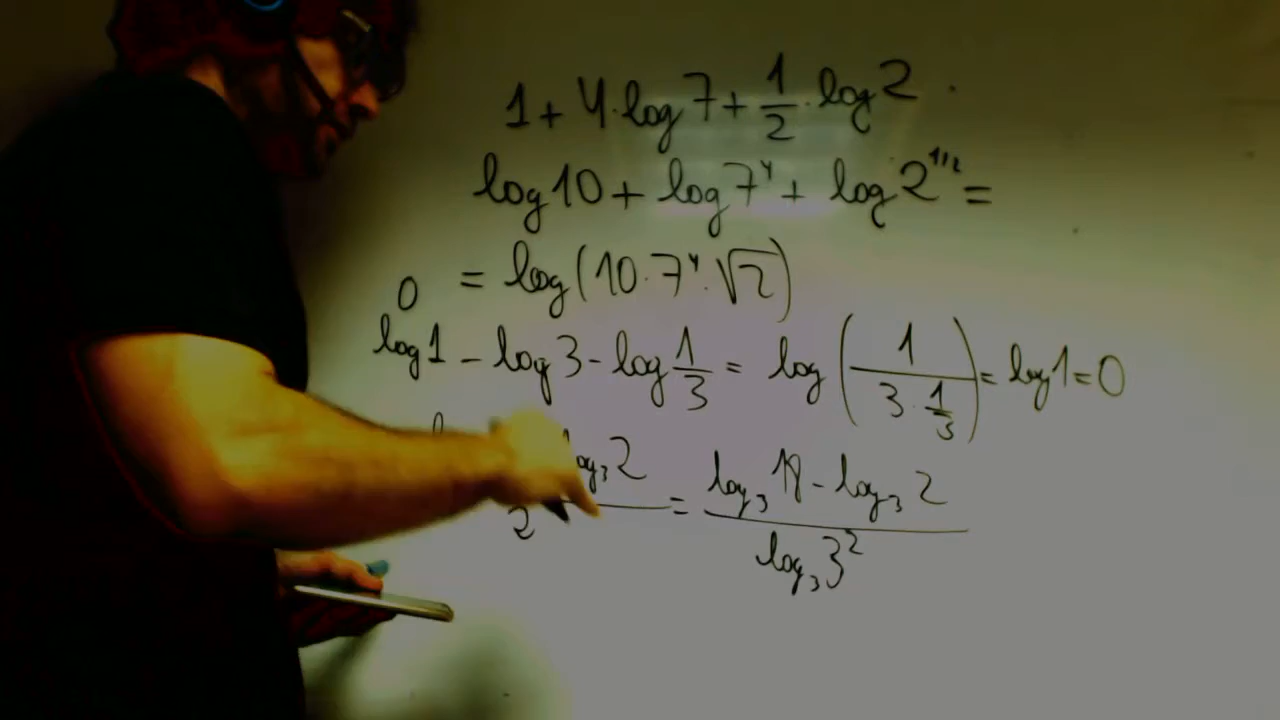 1 + 4 · log 7 + 1/2 · log 2
log 10 + log 7⁴ + log 2^1/2 =
= log(10 · 7⁴ · √2)
0
log 1 - log 3 - log 1/3 = log(1/(3 · 1/3)) = log 1 = 0
log₃ 2 / 2 = (log₃ 18 - log₃ 2)/(log₃ 3²)